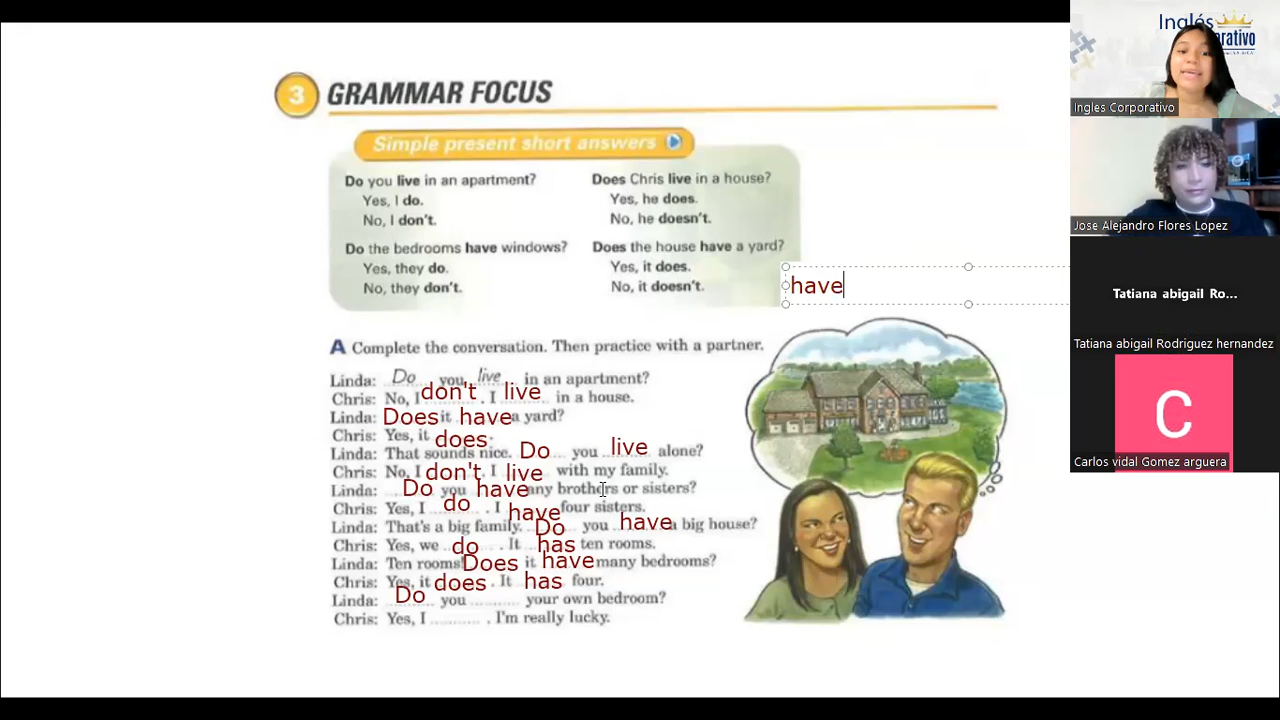 3 GRAMMAR FOCUS
Simple present short answers
Do you live in an apartment?
Yes, I do.
No, I don't.
Do the bedrooms have windows?
Yes, they do.
No, they don't.
Does Chris live in a house?
Yes, he does.
No, he doesn't.
Does the house have a yard?
Yes, it does.
No, it doesn't.
have
A Complete the conversation. Then practice with a partner.
Linda: Do you live in an apartment?
Chris: No, I don't . I live in a house.
Linda: Does it have a yard?
Chris: Yes, it does .
Linda: That sounds nice. Do you live alone?
Chris: No, I don't . I live with my family.
Linda: Do you have any brothers or sisters?
Chris: Yes, I do . I have four sisters.
Linda: That's a big family. Do you have a big house?
Chris: Yes, we do . It has ten rooms.
Linda: Ten rooms! Does it have many bedrooms?
Chris: Yes, it does . It has four.
Linda: Do you ........ your own bedroom?
Chris: Yes, I ........ . I'm really lucky.
Inglés
orativo
Ingles Corporativo
Jose Alejandro Flores Lopez
Tatiana abigail Ro...
Tatiana abigail Rodriguez hernandez
C
Carlos vidal Gomez arguera